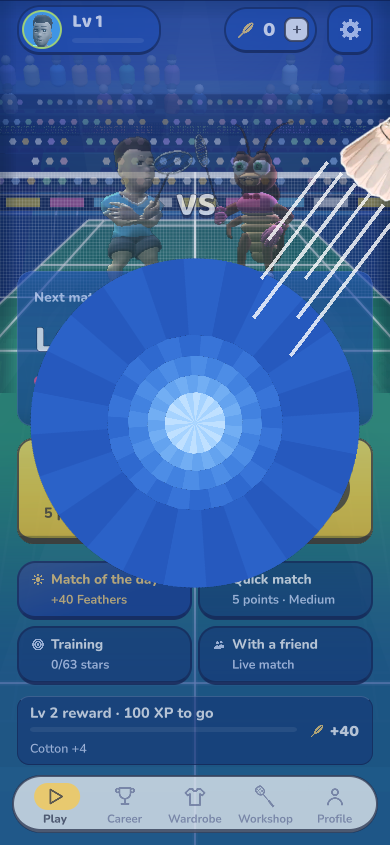 Lv 1
0
+
VS
Next
L
5
Match of the day
+40 Feathers
Quick match
5 points · Medium
Training
0/63 stars
With a friend
Live match
Lv 2 reward · 100 XP to go
+40
Cotton +4
Play
Career
Wardrobe
Workshop
Profile